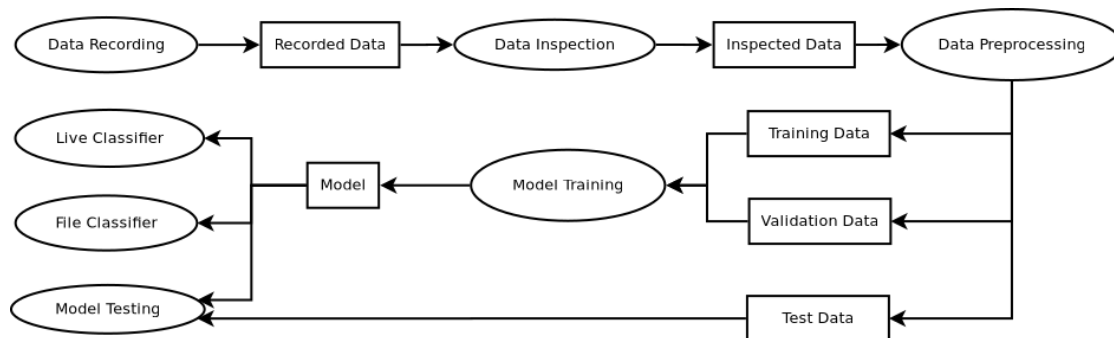 Data Recording
Recorded Data
Data Inspection
Inspected Data
Data Preprocessing
Live Classifier
Training Data
Model
Model Training
File Classifier
Validation Data
Model Testing
Test Data